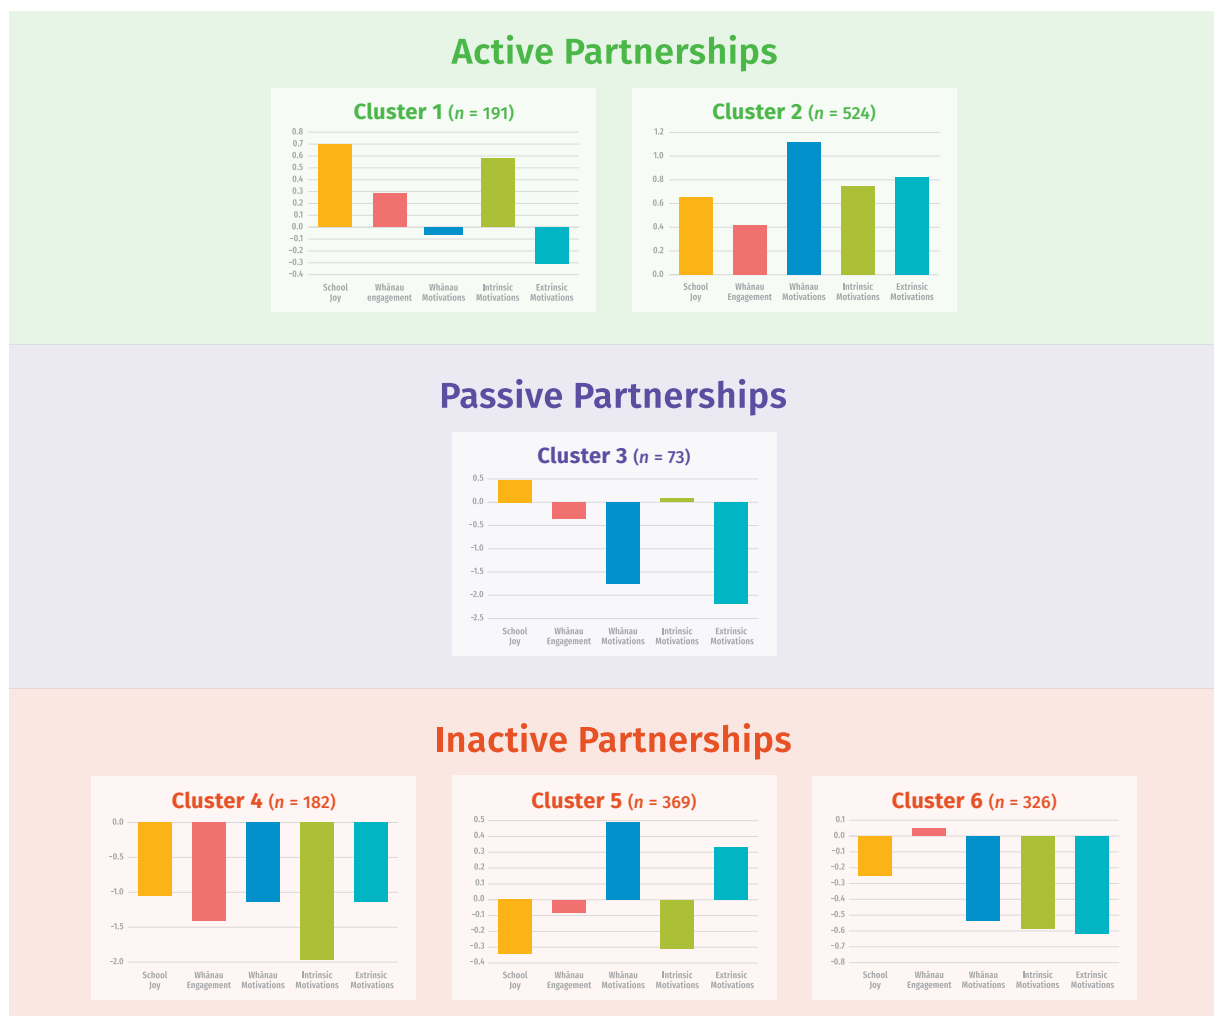 Active Partnerships
Cluster 1 (n = 191)
0.8
0.7
0.6
0.5
0.4
0.3
0.2
0.1
0.0
−0.1
−0.2
−0.3
−0.4
School Whānau Whānau Intrinsic Extrinsic
Joy engagement Motivations Motivations Motivations
Cluster 2 (n = 524)
1.2
1.0
0.8
0.6
0.4
0.2
0.0
School Whānau Whānau Intrinsic Extrinsic
Joy Engagement Motivations Motivations Motivations
Passive Partnerships
Cluster 3 (n = 73)
0.5
0.0
−0.5
−1.0
−1.5
−2.0
−2.5
School Whānau Whānau Intrinsic Extrinsic
Joy Engagement Motivations Motivations Motivations
Inactive Partnerships
Cluster 4 (n = 182)
0.0
−0.5
−1.0
−1.5
−2.0
School Whānau Whānau Intrinsic Extrinsic
Joy Engagement Motivations Motivations Motivations
Cluster 5 (n = 369)
0.5
0.4
0.3
0.2
0.1
0.0
−0.1
−0.2
−0.3
−0.4
School Whānau Whānau Intrinsic Extrinsic
Joy Engagement Motivations Motivations Motivations
Cluster 6 (n = 326)
0.1
0.0
−0.1
−0.2
−0.3
−0.4
−0.5
−0.6
−0.7
−0.8
School Whānau Whānau Intrinsic Extrinsic
Joy Engagement Motivations Motivations Motivations